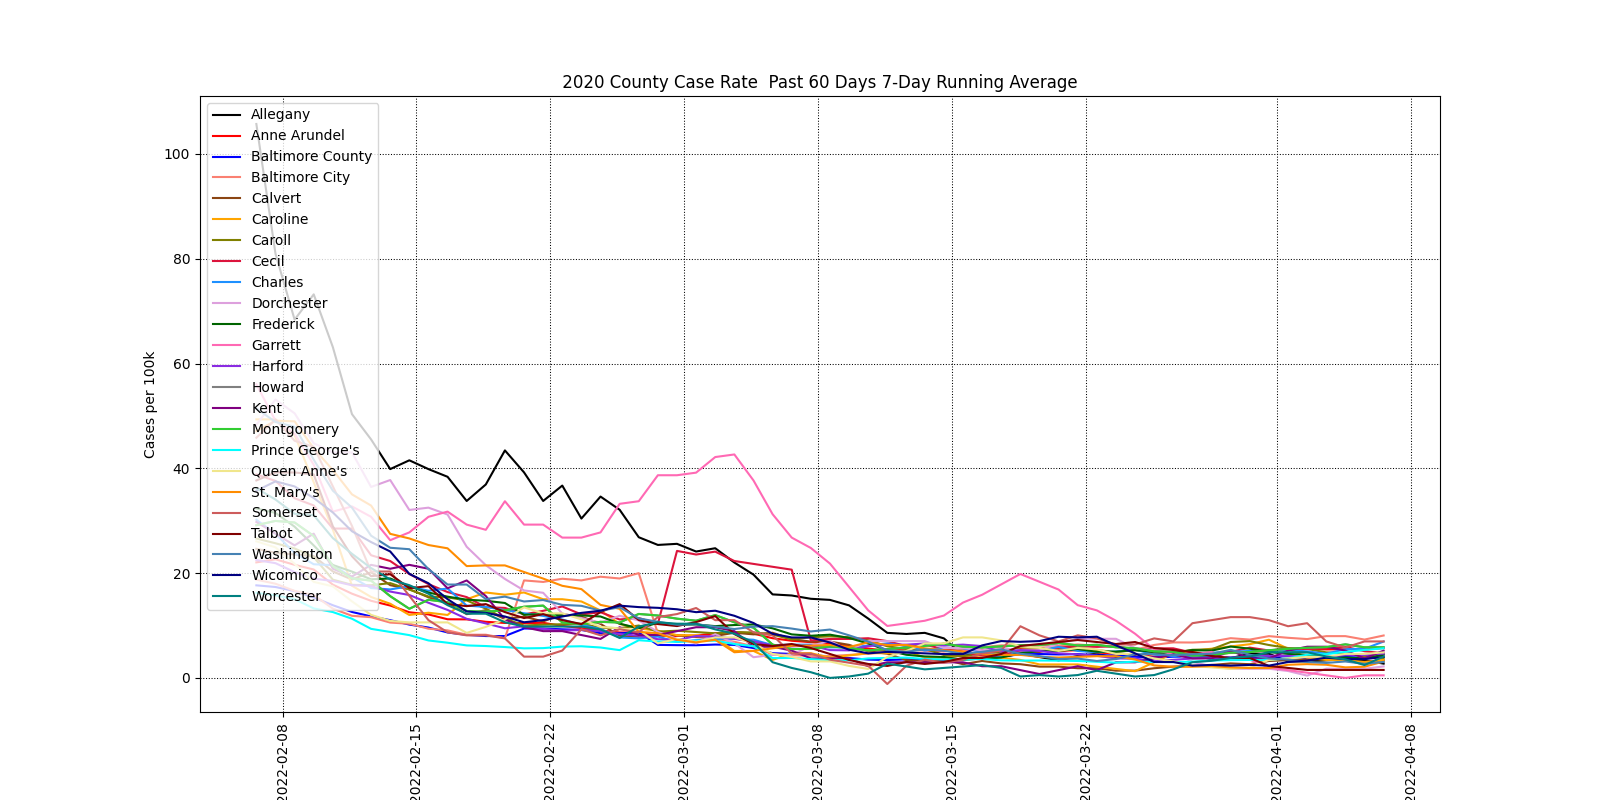 2020 County Case Rate  Past 60 Days 7-Day Running Average
Cases per 100k
100
80
60
40
20
0
Allegany
Anne Arundel
Baltimore County
Baltimore City
Calvert
Caroline
Caroll
Cecil
Charles
Dorchester
Frederick
Garrett
Harford
Howard
Kent
Montgomery
Prince George's
Queen Anne's
St. Mary's
Somerset
Talbot
Washington
Wicomico
Worcester
2022-02-08
2022-02-15
2022-02-22
2022-03-01
2022-03-08
2022-03-15
2022-03-22
2022-04-01
2022-04-08